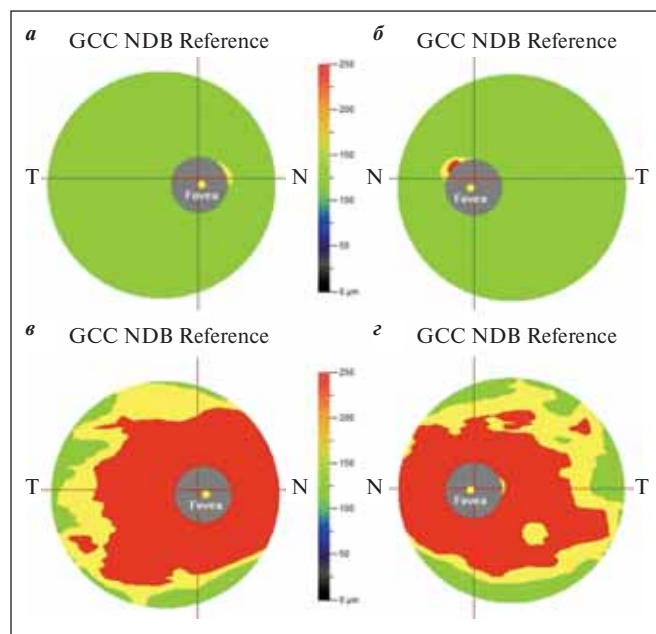 а
GCC NDB Reference
T
N
Fovea
250
200
150
100
50
0 µm
б
GCC NDB Reference
N
T
Fovea
в
GCC NDB Reference
T
N
Fovea
250
200
150
100
50
0 µm
г
GCC NDB Reference
N
T
Fovea